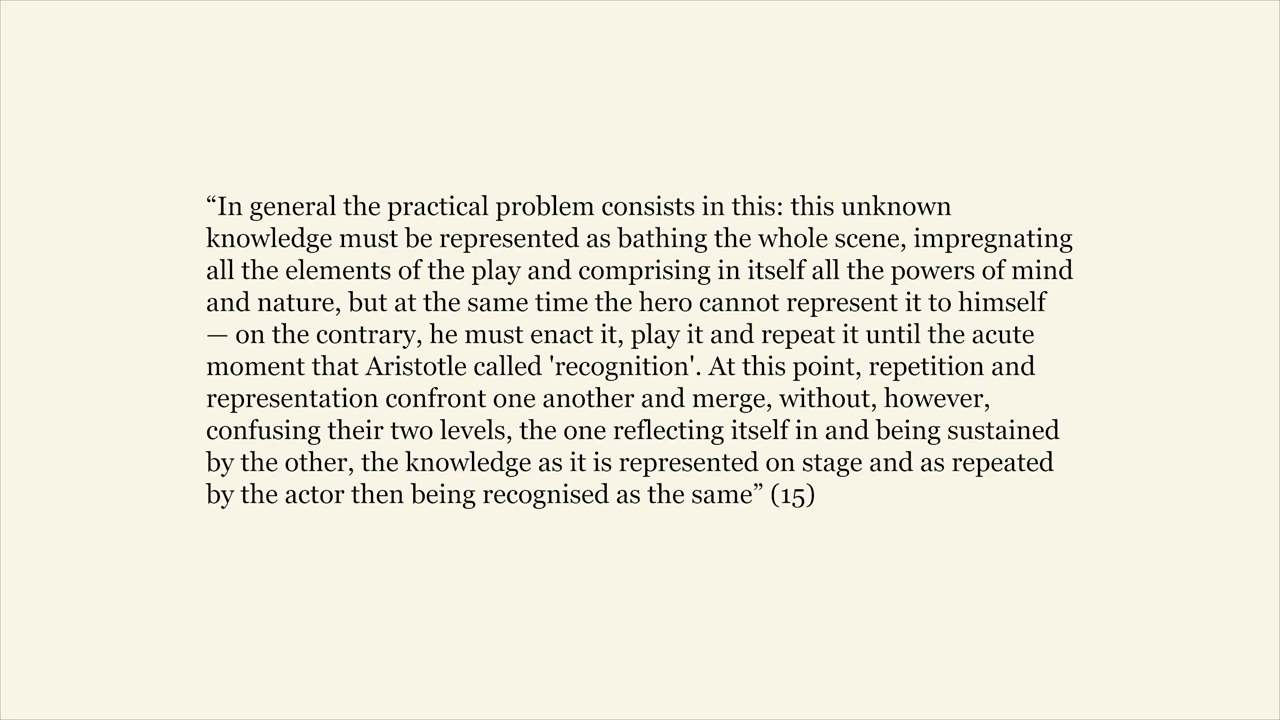 “In general the practical problem consists in this: this unknown
knowledge must be represented as bathing the whole scene, impregnating
all the elements of the play and comprising in itself all the powers of mind
and nature, but at the same time the hero cannot represent it to himself
— on the contrary, he must enact it, play it and repeat it until the acute
moment that Aristotle called 'recognition'. At this point, repetition and
representation confront one another and merge, without, however,
confusing their two levels, the one reflecting itself in and being sustained
by the other, the knowledge as it is represented on stage and as repeated
by the actor then being recognised as the same” (15)